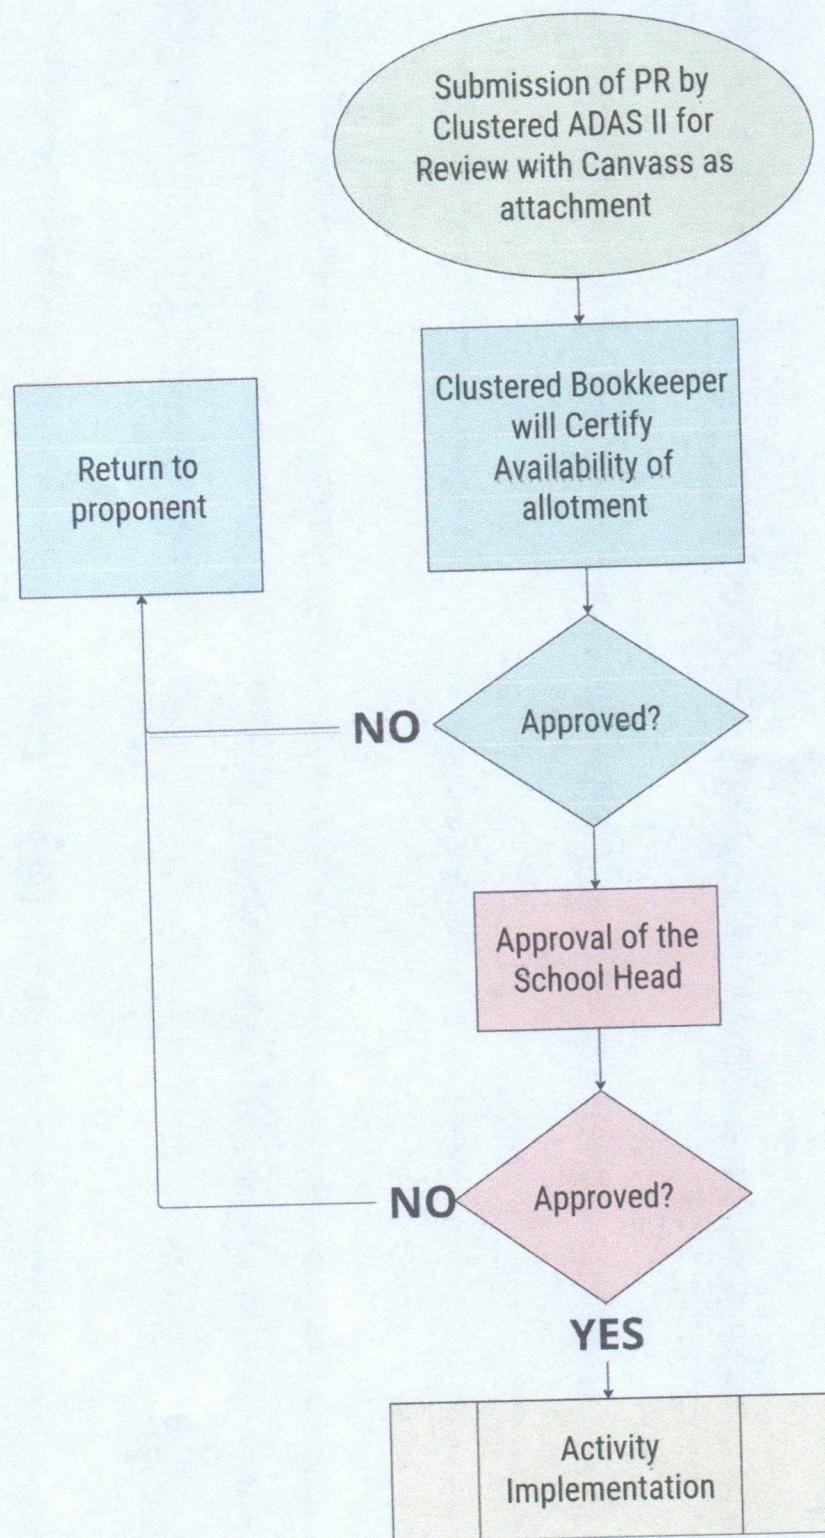 Submission of PR by
Clustered ADAS II for
Review with Canvass as
attachment
Clustered Bookkeeper
will Certify
Availability of
allotment
Return to
proponent
NO
Approved?
Approval of the
School Head
NO
Approved?
YES
Activity
Implementation